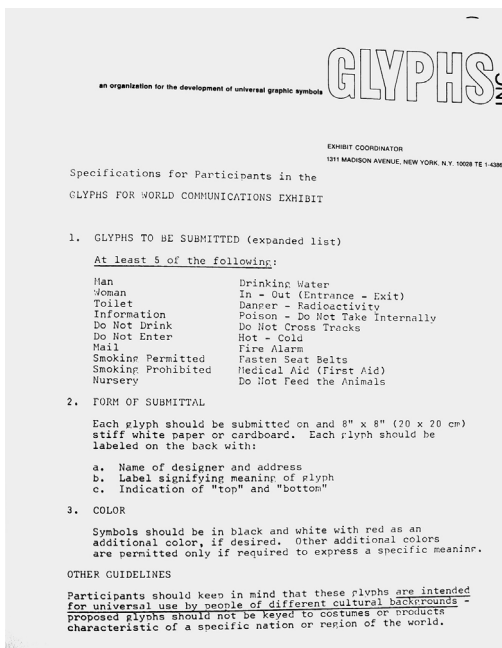 GLYPHS INC
an organization for the development of universal graphic symbols
EXHIBIT COORDINATOR
1311 MADISON AVENUE, NEW YORK, N.Y. 10028 TE 1-4386
Specifications for Participants in the
GLYPHS FOR WORLD COMMUNICATIONS EXHIBIT
1. GLYPHS TO BE SUBMITTED (expanded list)
At least 5 of the following:
Man Drinking Water
Woman In - Out (Entrance - Exit)
Toilet Danger - Radioactivity
Information Poison - Do Not Take Internally
Do Not Drink Do Not Cross Tracks
Do Not Enter Hot - Cold
Mail Fire Alarm
Smoking Permitted Fasten Seat Belts
Smoking Prohibited Medical Aid (First Aid)
Nursery Do Not Feed the Animals
2. FORM OF SUBMITTAL
Each glyph should be submitted on and 8" x 8" (20 x 20 cm)
stiff white paper or cardboard. Each glyph should be
labeled on the back with:
a. Name of designer and address
b. Label signifying meaning of glyph
c. Indication of "top" and "bottom"
3. COLOR
Symbols should be in black and white with red as an
additional color, if desired. Other additional colors
are permitted only if required to express a specific meaning.
OTHER GUIDELINES
Participants should keep in mind that these glyphs are intended
for universal use by people of different cultural backgrounds -
proposed glyphs should not be keyed to costumes or products
characteristic of a specific nation or region of the world.